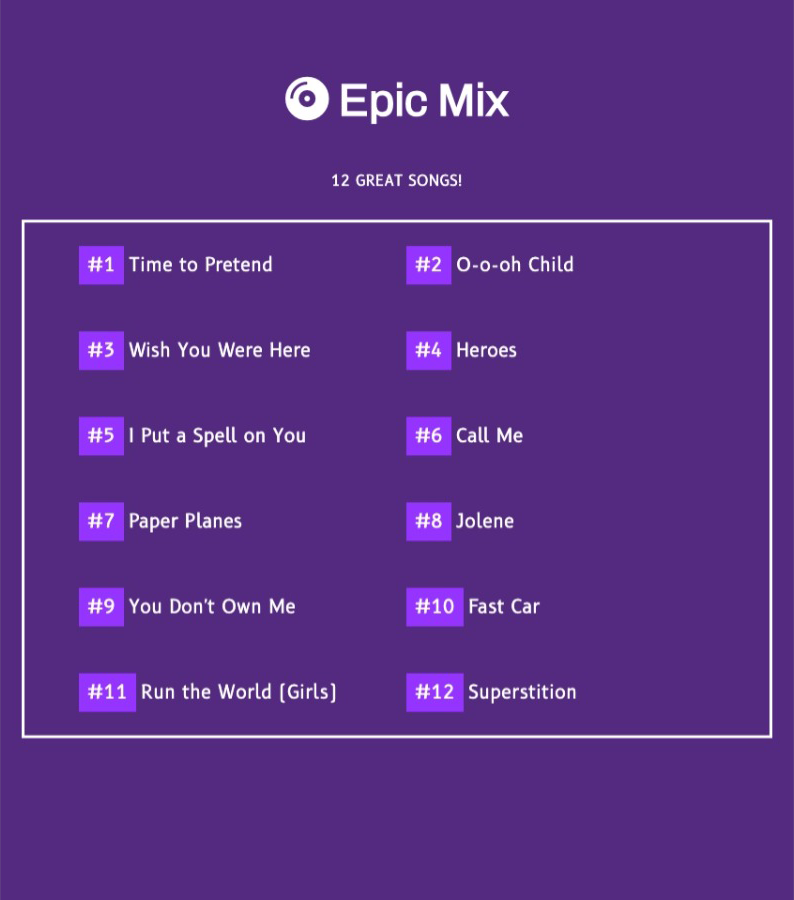 Epic Mix
12 GREAT SONGS!
#1 Time to Pretend
#2 O-o-oh Child
#3 Wish You Were Here
#4 Heroes
#5 I Put a Spell on You
#6 Call Me
#7 Paper Planes
#8 Jolene
#9 You Don't Own Me
#10 Fast Car
#11 Run the World [Girls]
#12 Superstition